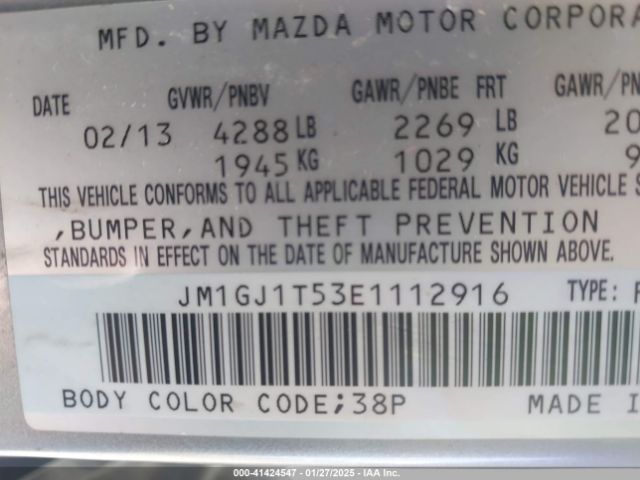 MFD. BY MAZDA MOTOR CORPORA
DATE GVWR/PNBV GAWR/PNBE FRT GAWR/PN
02/13 4288 LB 2269 LB 20
1945 KG 1029 KG 9
THIS VEHICLE CONFORMS TO ALL APPLICABLE FEDERAL MOTOR VEHICLE S
,BUMPER,AND THEFT PREVENTION
STANDARDS IN EFFECT ON THE DATE OF MANUFACTURE SHOWN ABOVE.
JM1GJ1T53E1112916 TYPE:
BODY COLOR CODE;38P MADE I
000-41424547 - 01/27/2025 - IAAI.COM